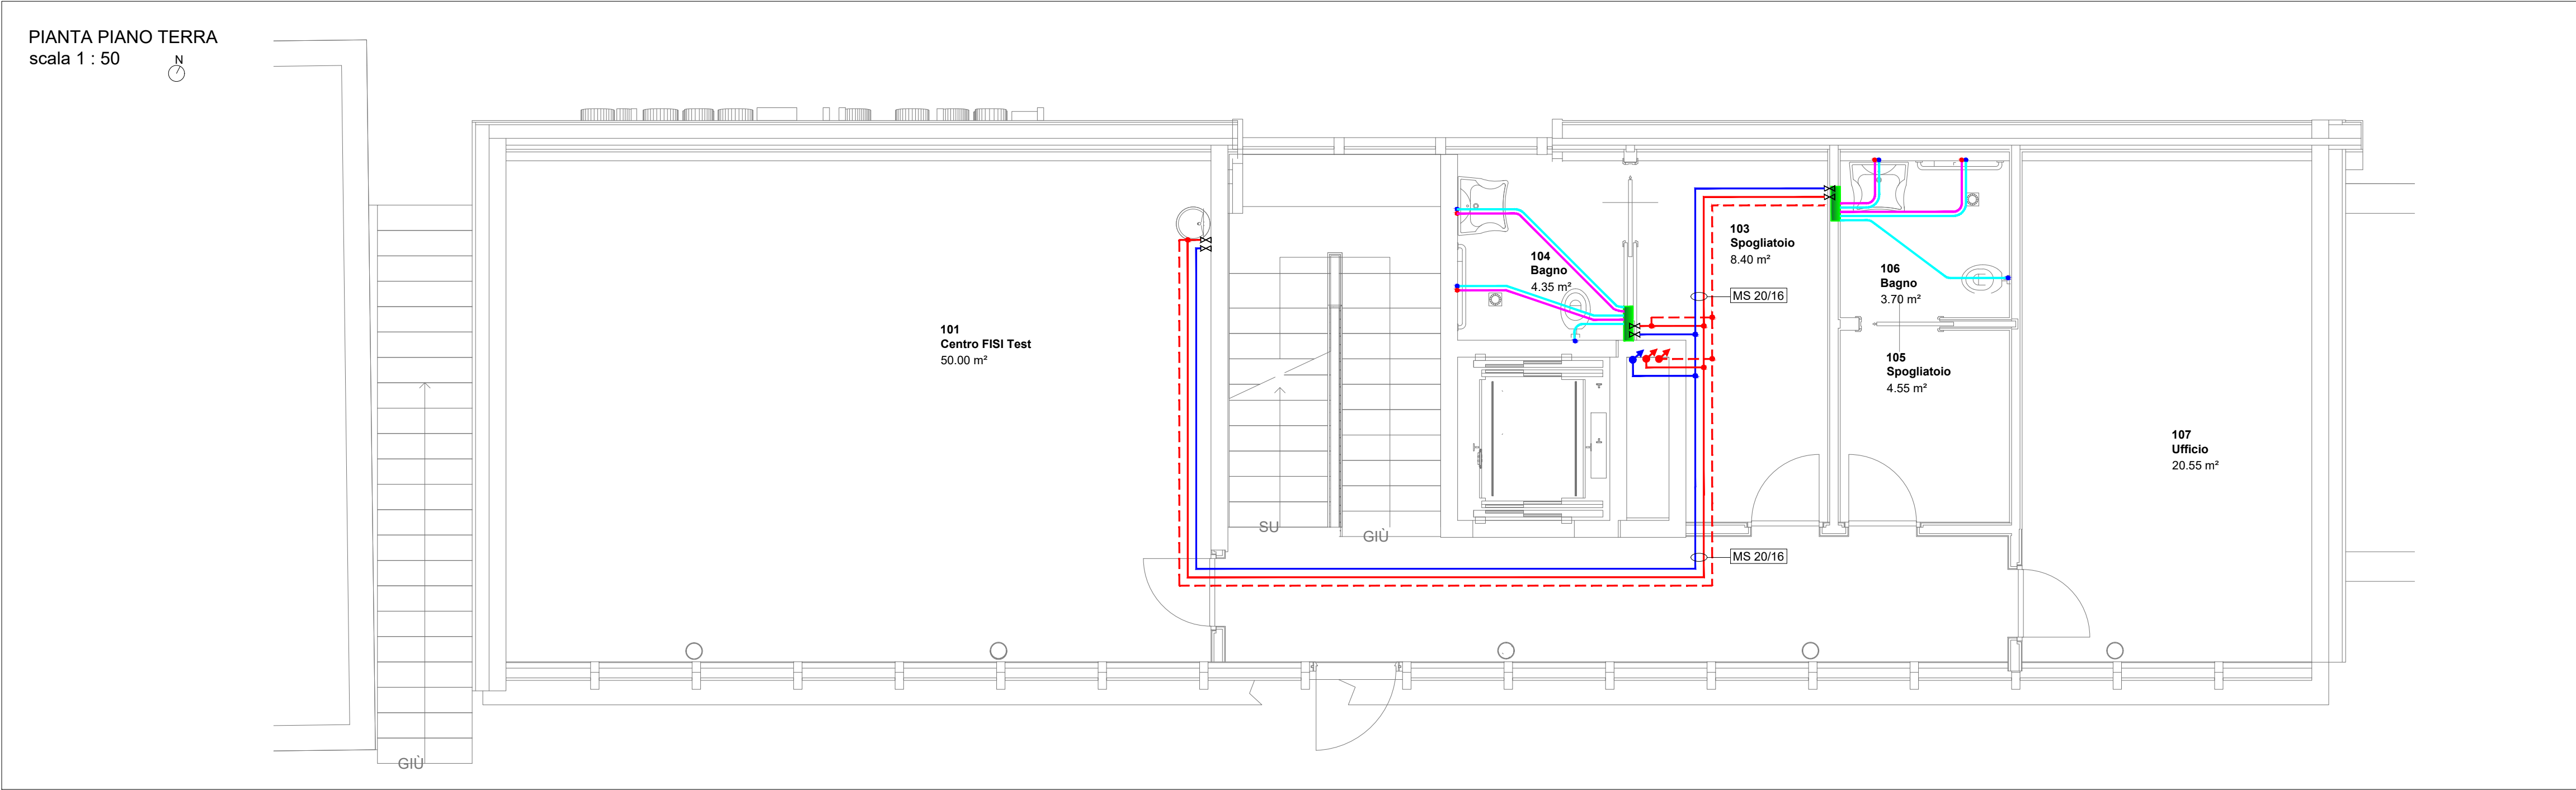 PIANTA PIANO TERRA
scala 1 : 50
N
101
Centro FISI Test
50.00 m²
104
Bagno
4.35 m²
103
Spogliatoio
8.40 m²
MS 20/16
106
Bagno
3.70 m²
105
Spogliatoio
4.55 m²
107
Ufficio
20.55 m²
SU
GIÙ
MS 20/16
GIÙ